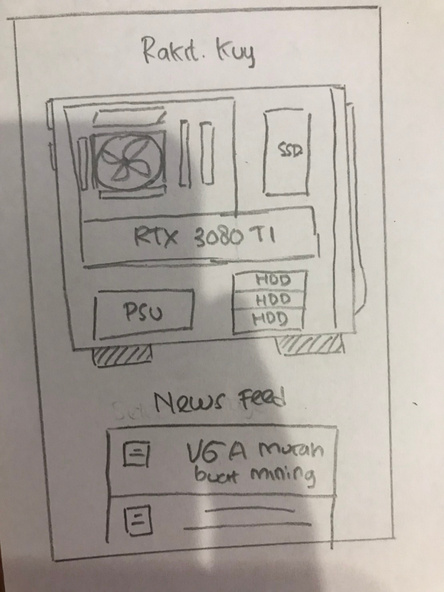 Rakit. Kuy
SSD
RTX 3080 TI
PSU
HDD
HDD
HDD
News Feed
VGA murah
buat mining